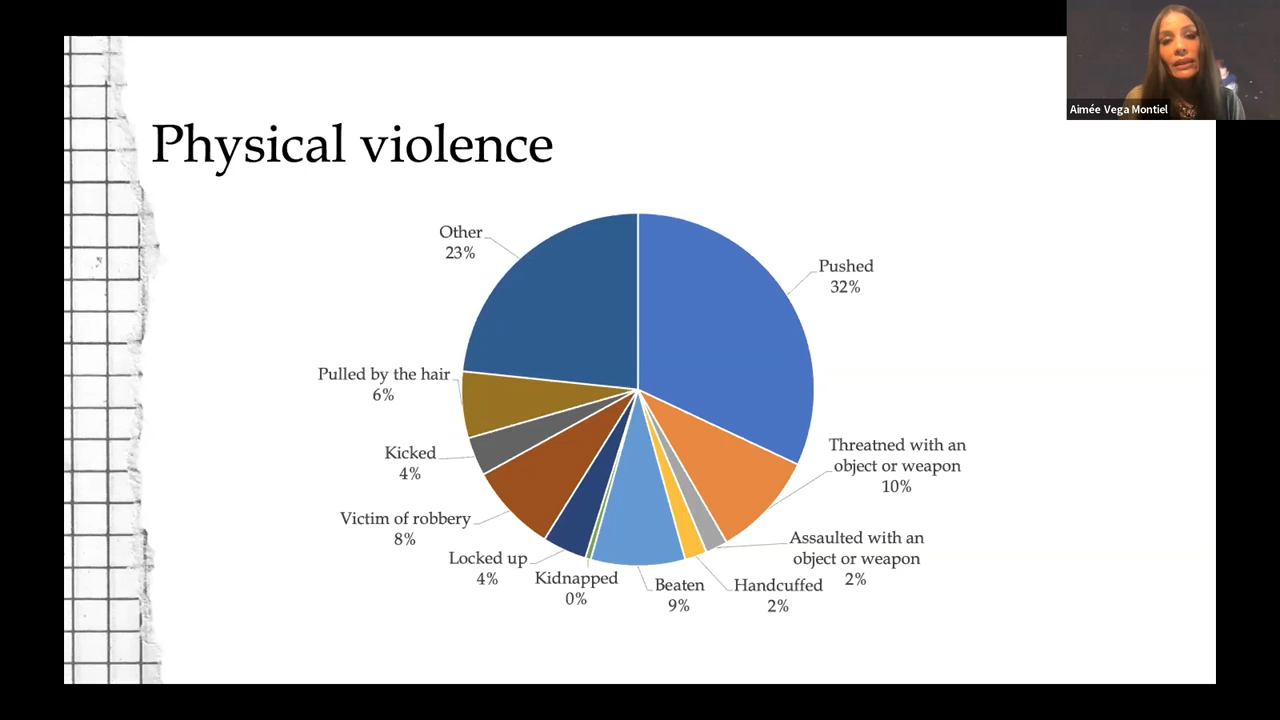 Aimée Vega Montiel
Physical violence
Other
23%
Pushed
32%
Pulled by the hair
6%
Threatned with an
object or weapon
10%
Kicked
4%
Victim of robbery
8%
Assaulted with an
object or weapon
2%
Locked up
4%
Kidnapped
0%
Beaten
9%
Handcuffed
2%